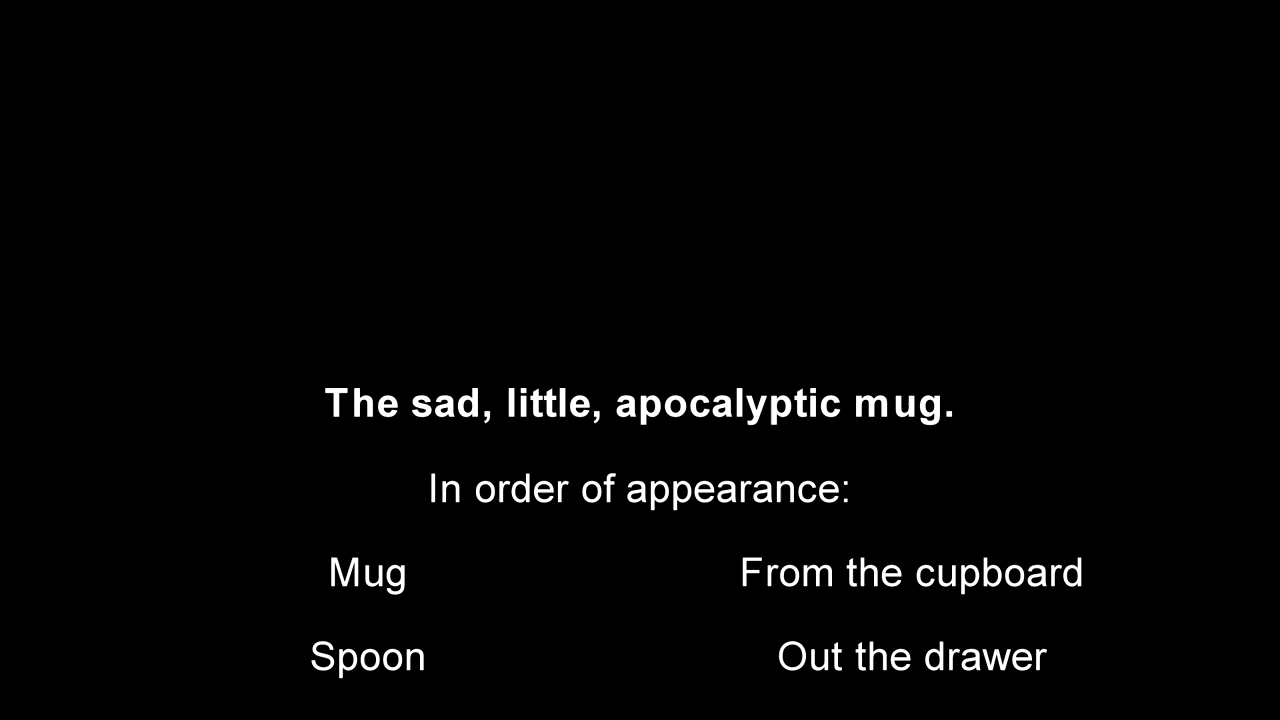 The sad, little, apocalyptic mug.
In order of appearance:
Mug From the cupboard
Spoon Out the drawer